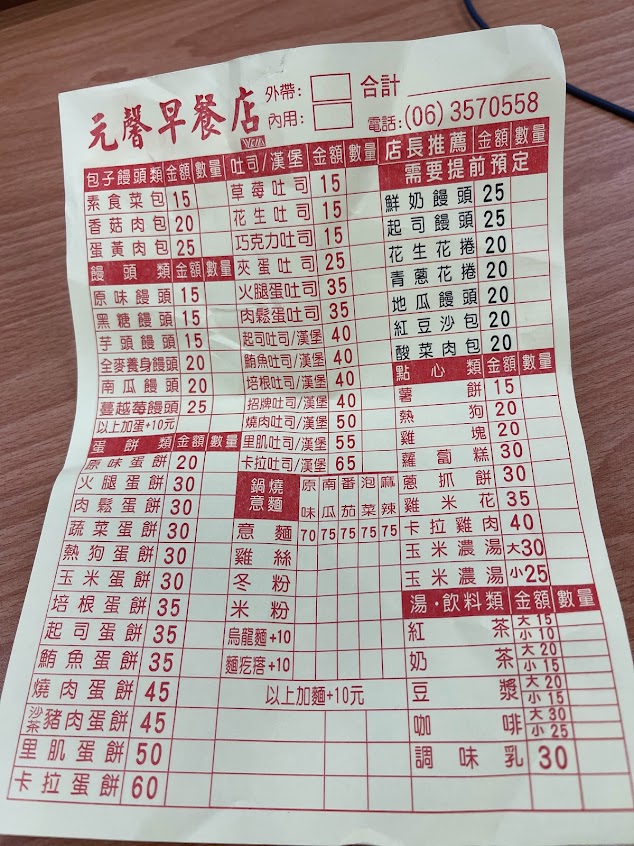 元馨早餐店
外帶:
內用:
合計
電話:(06) 3570558
包子饅頭類 金額 數量
素食菜包 15
香菇肉包 20
蛋黃肉包 25
饅頭類 金額 數量
原味饅頭 15
黑糖饅頭 15
芋頭饅頭 15
全麥養身饅頭 20
南瓜饅頭 20
蔓越莓饅頭 25
以上加蛋+10元
蛋餅類 金額 數量
原味蛋餅 20
火腿蛋餅 30
肉鬆蛋餅 30
蔬菜蛋餅 30
熱狗蛋餅 30
玉米蛋餅 30
培根蛋餅 35
起司蛋餅 35
鮪魚蛋餅 35
燒肉蛋餅 45
沙茶豬肉蛋餅 45
里肌蛋餅 50
卡拉蛋餅 60
吐司/漢堡 金額 數量
草莓吐司 15
花生吐司 15
巧克力吐司 15
夾蛋吐司 25
火腿蛋吐司 35
肉鬆蛋吐司 35
起司吐司/漢堡 40
鮪魚吐司/漢堡 40
培根吐司/漢堡 40
招牌吐司/漢堡 40
燒肉吐司/漢堡 50
里肌吐司/漢堡 55
卡拉吐司/漢堡 65
鍋燒意麵 原味 南瓜 番茄 泡菜 麻辣
意麵 70 75 75 75 75
雞絲
冬粉
米粉
烏龍麵+10
麵疙瘩+10
以上加麵+10元
店長推薦 金額 數量
需要提前預定
鮮奶饅頭 25
起司饅頭 25
花生花捲 20
青蔥花捲 20
地瓜饅頭 20
紅豆沙包 20
酸菜肉包 20
點心類 金額 數量
薯餅 15
熱狗 20
雞塊 20
蘿蔔糕 30
蔥抓餅 30
雞米花 35
卡拉雞肉 40
玉米濃湯 大30
玉米濃湯 小25
湯・飲料類 金額 數量
紅茶 大 15 小 10
奶茶 大 20 小 15
豆漿 大 20 小 15
咖啡 大 30 小 25
調味乳 30